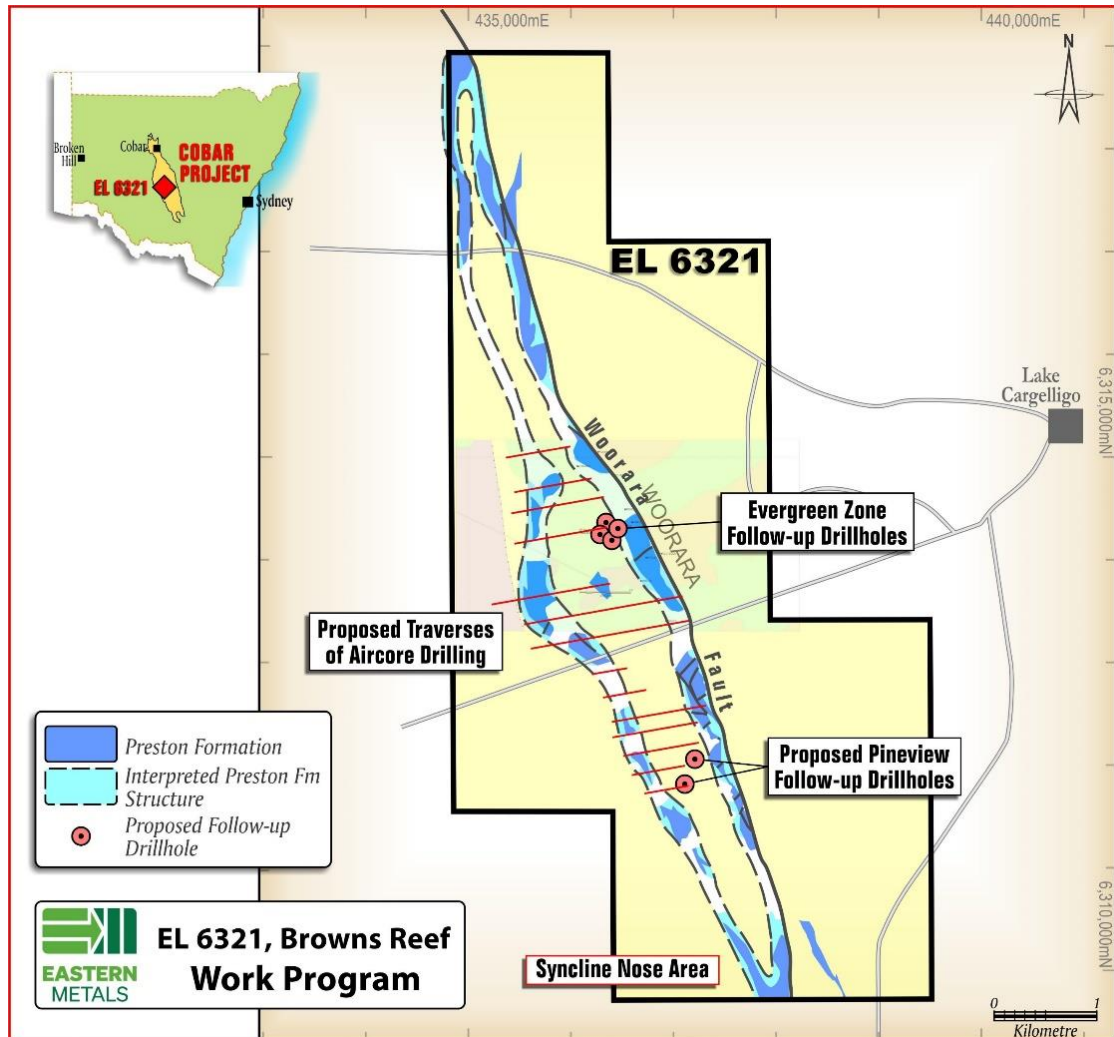 435,000mE
440,000mE
N
Broken
Hill
Cobar
COBAR
PROJECT
EL 6321
Sydney
EL 6321
Lake
Cargelligo
6,315,000mN
Woorara
WOORARA
Evergreen Zone
Follow-up Drillholes
Proposed Traverses
of Aircore Drilling
Fault
Preston Formation
Interpreted Preston Fm
Structure
Proposed Follow-up
Drillhole
Proposed Pineview
Follow-up Drillholes
6,310,000mN
EASTERN
METALS
EL 6321, Browns Reef
Work Program
Syncline Nose Area
0
1
Kilometre